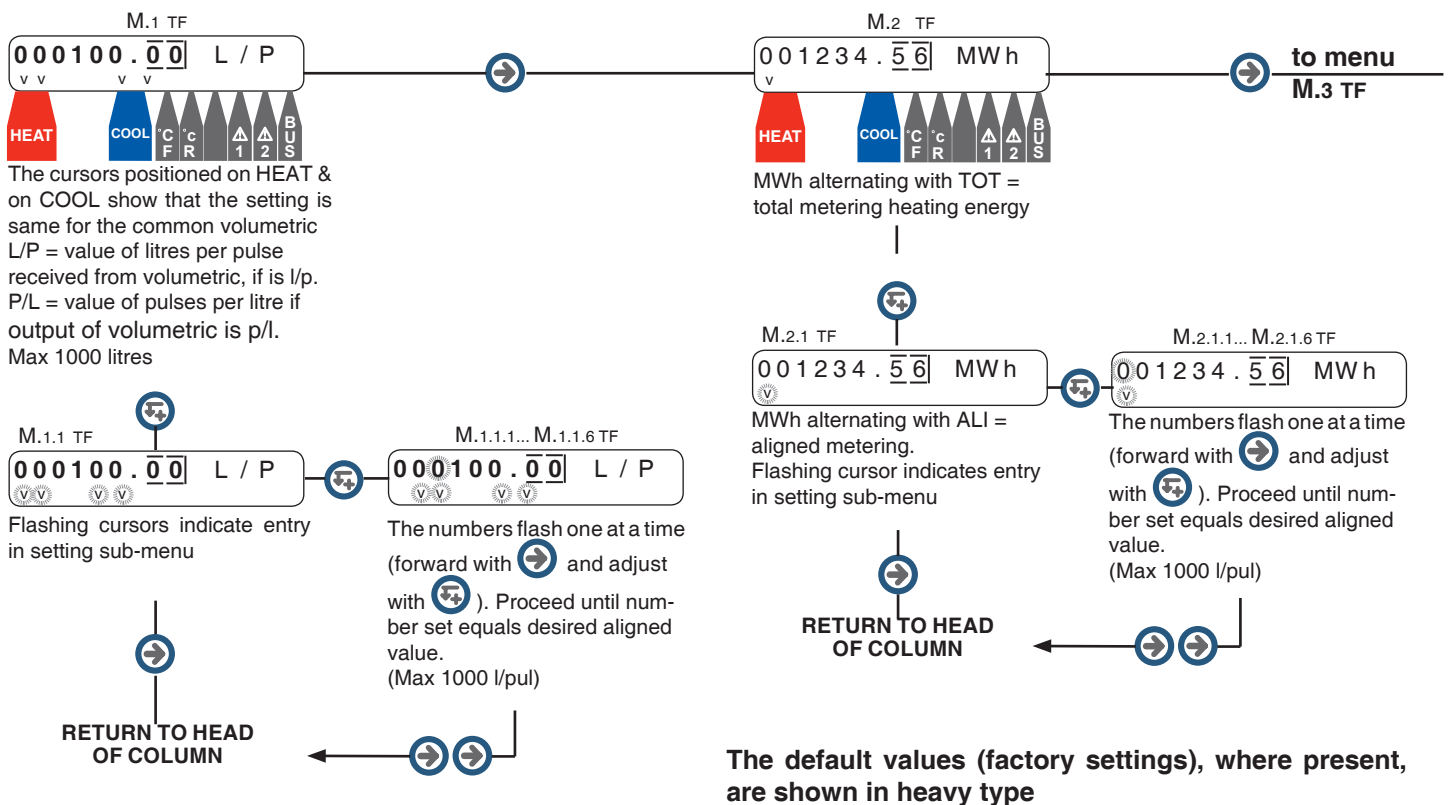 M.1 TF
000100.00 L / P
v v v v
HEAT COOL °C F °c R ⚠ 1 ⚠ 2 BUS
The cursors positioned on HEAT &
on COOL show that the setting is
same for the common volumetric
L/P = value of litres per pulse
received from volumetric, if is l/p.
P/L = value of pulses per litre if
output of volumetric is p/l.
Max 1000 litres
M.1.1 TF
000100.00 L / P
v v v v
Flashing cursors indicate entry
in setting sub-menu
RETURN TO HEAD
OF COLUMN
M.1.1.1... M.1.1.6 TF
000100.00 L / P
v v v v
The numbers flash one at a time
(forward with and adjust
with ). Proceed until num-
ber set equals desired aligned
value.
(Max 1000 l/pul)
M.2 TF
001234.56 MWh
v
HEAT COOL °C F °c R ⚠ 1 ⚠ 2 BUS
MWh alternating with TOT =
total metering heating energy
to menu
M.3 TF
M.2.1 TF
001234.56 MWh
v
MWh alternating with ALI =
aligned metering.
Flashing cursor indicates entry
in setting sub-menu
RETURN TO HEAD
OF COLUMN
M.2.1.1... M.2.1.6 TF
001234.56 MWh
v
The numbers flash one at a time
(forward with and adjust
with ). Proceed until num-
ber set equals desired aligned
value.
(Max 1000 l/pul)
The default values (factory settings), where present,
are shown in heavy type